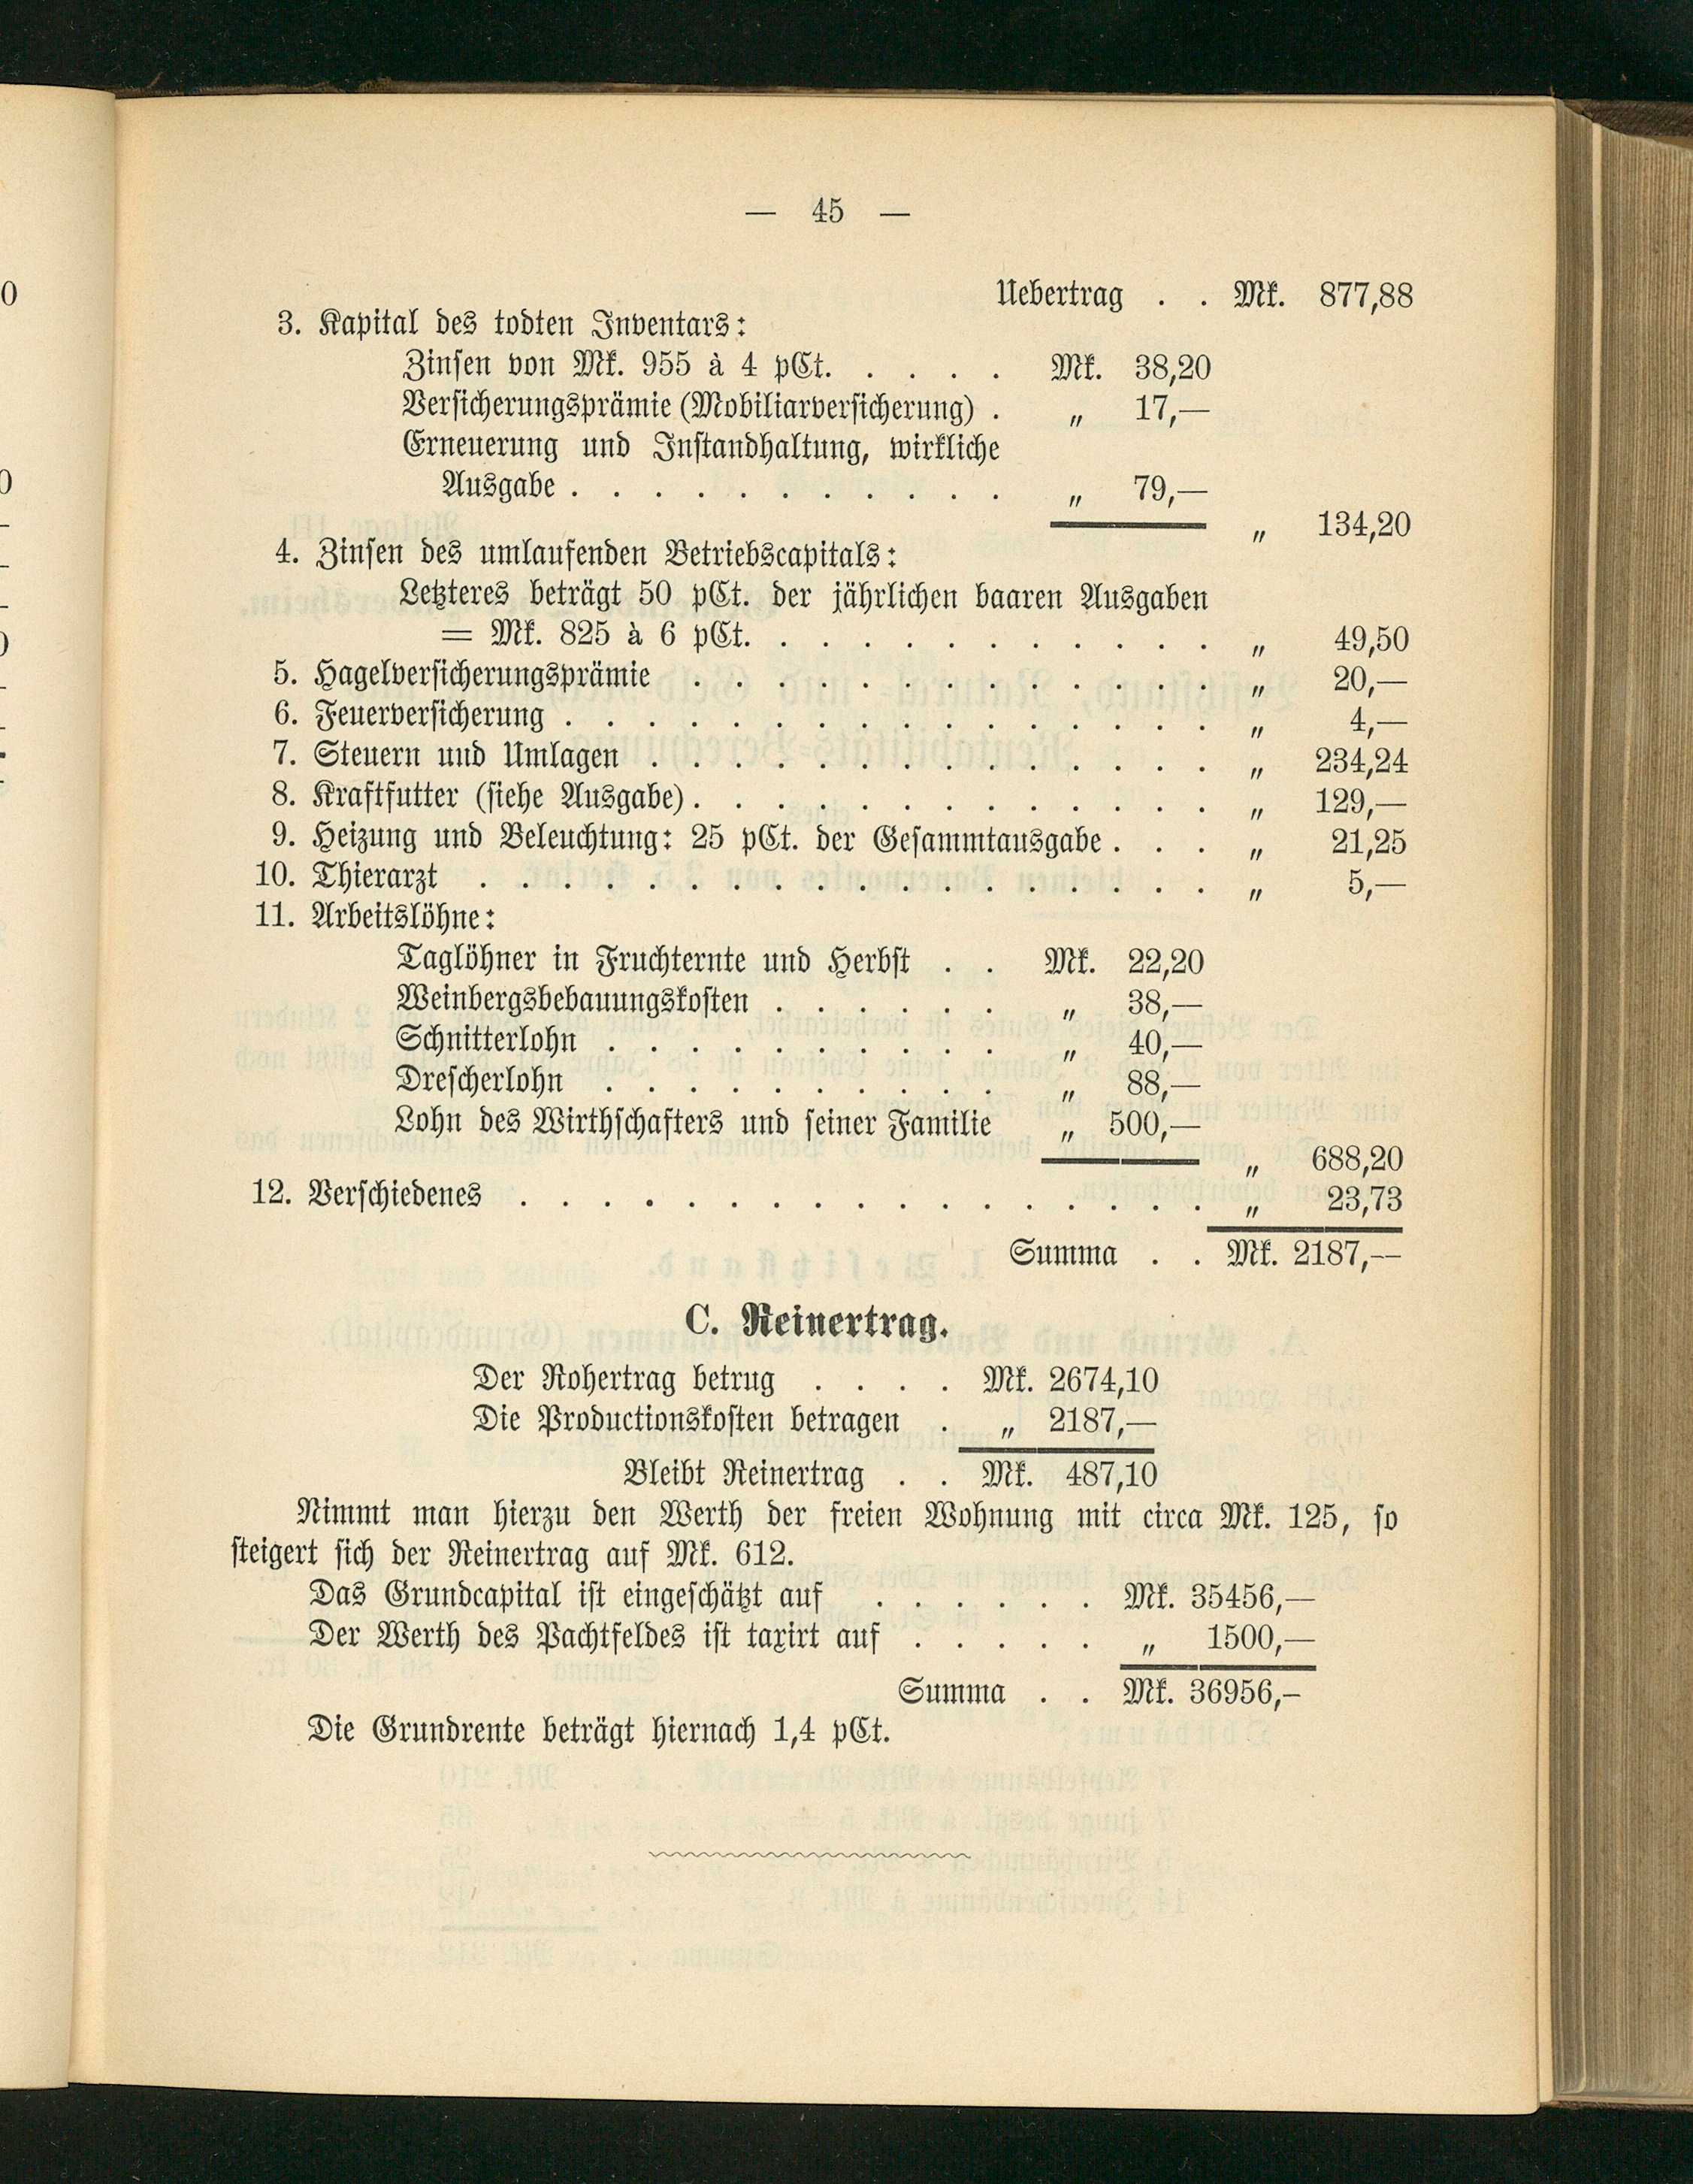 — 45 —
Uebertrag . . Mk. 877,88
3. Kapital des todten Inventars:
Zinsen von Mk. 955 à 4 pCt. . . . . Mk. 38,20
Versicherungsprämie (Mobiliarversicherung) . „ 17,—
Erneuerung und Instandhaltung, wirkliche
Ausgabe . . . . . . . . . . . „ 79,—
„ 134,20
4. Zinsen des umlaufenden Betriebscapitals:
Letzteres beträgt 50 pCt. der jährlichen baaren Ausgaben
= Mk. 825 à 6 pCt. . . . . . . . . . . . „ 49,50
5. Hagelversicherungsprämie . . . . . . . . . . . . . „ 20,—
6. Feuerversicherung . . . . . . . . . . . . . . . . „ 4,—
7. Steuern und Umlagen . . . . . . . . . . . . . . „ 234,24
8. Kraftfutter (siehe Ausgabe) . . . . . . . . . . . . . „ 129,—
9. Heizung und Beleuchtung: 25 pCt. der Gesammtausgabe . . . „ 21,25
10. Thierarzt . . . . . . . . . . . . . . . . . . „ 5,—
11. Arbeitslöhne:
Taglöhner in Fruchternte und Herbst . . Mk. 22,20
Weinbergsbebauungskosten . . . . . . „ 38,—
Schnitterlohn . . . . . . . . . . „ 40,—
Drescherlohn . . . . . . . . . . „ 88,—
Lohn des Wirthschafters und seiner Familie „ 500,—
„ 688,20
12. Verschiedenes . . . . . . . . . . . . . . . . . „ 23,73
Summa . . Mk. 2187,—
C. Reinertrag.
Der Rohertrag betrug . . . . Mk. 2674,10
Die Productionskosten betragen . „ 2187,—
Bleibt Reinertrag . . Mk. 487,10
Nimmt man hierzu den Werth der freien Wohnung mit circa Mk. 125, so
steigert sich der Reinertrag auf Mk. 612.
Das Grundcapital ist eingeschätzt auf . . . . . . Mk. 35456,—
Der Werth des Pachtfeldes ist taxirt auf . . . . . „ 1500,—
Summa . . Mk. 36956,–
Die Grundrente beträgt hiernach 1,4 pCt.